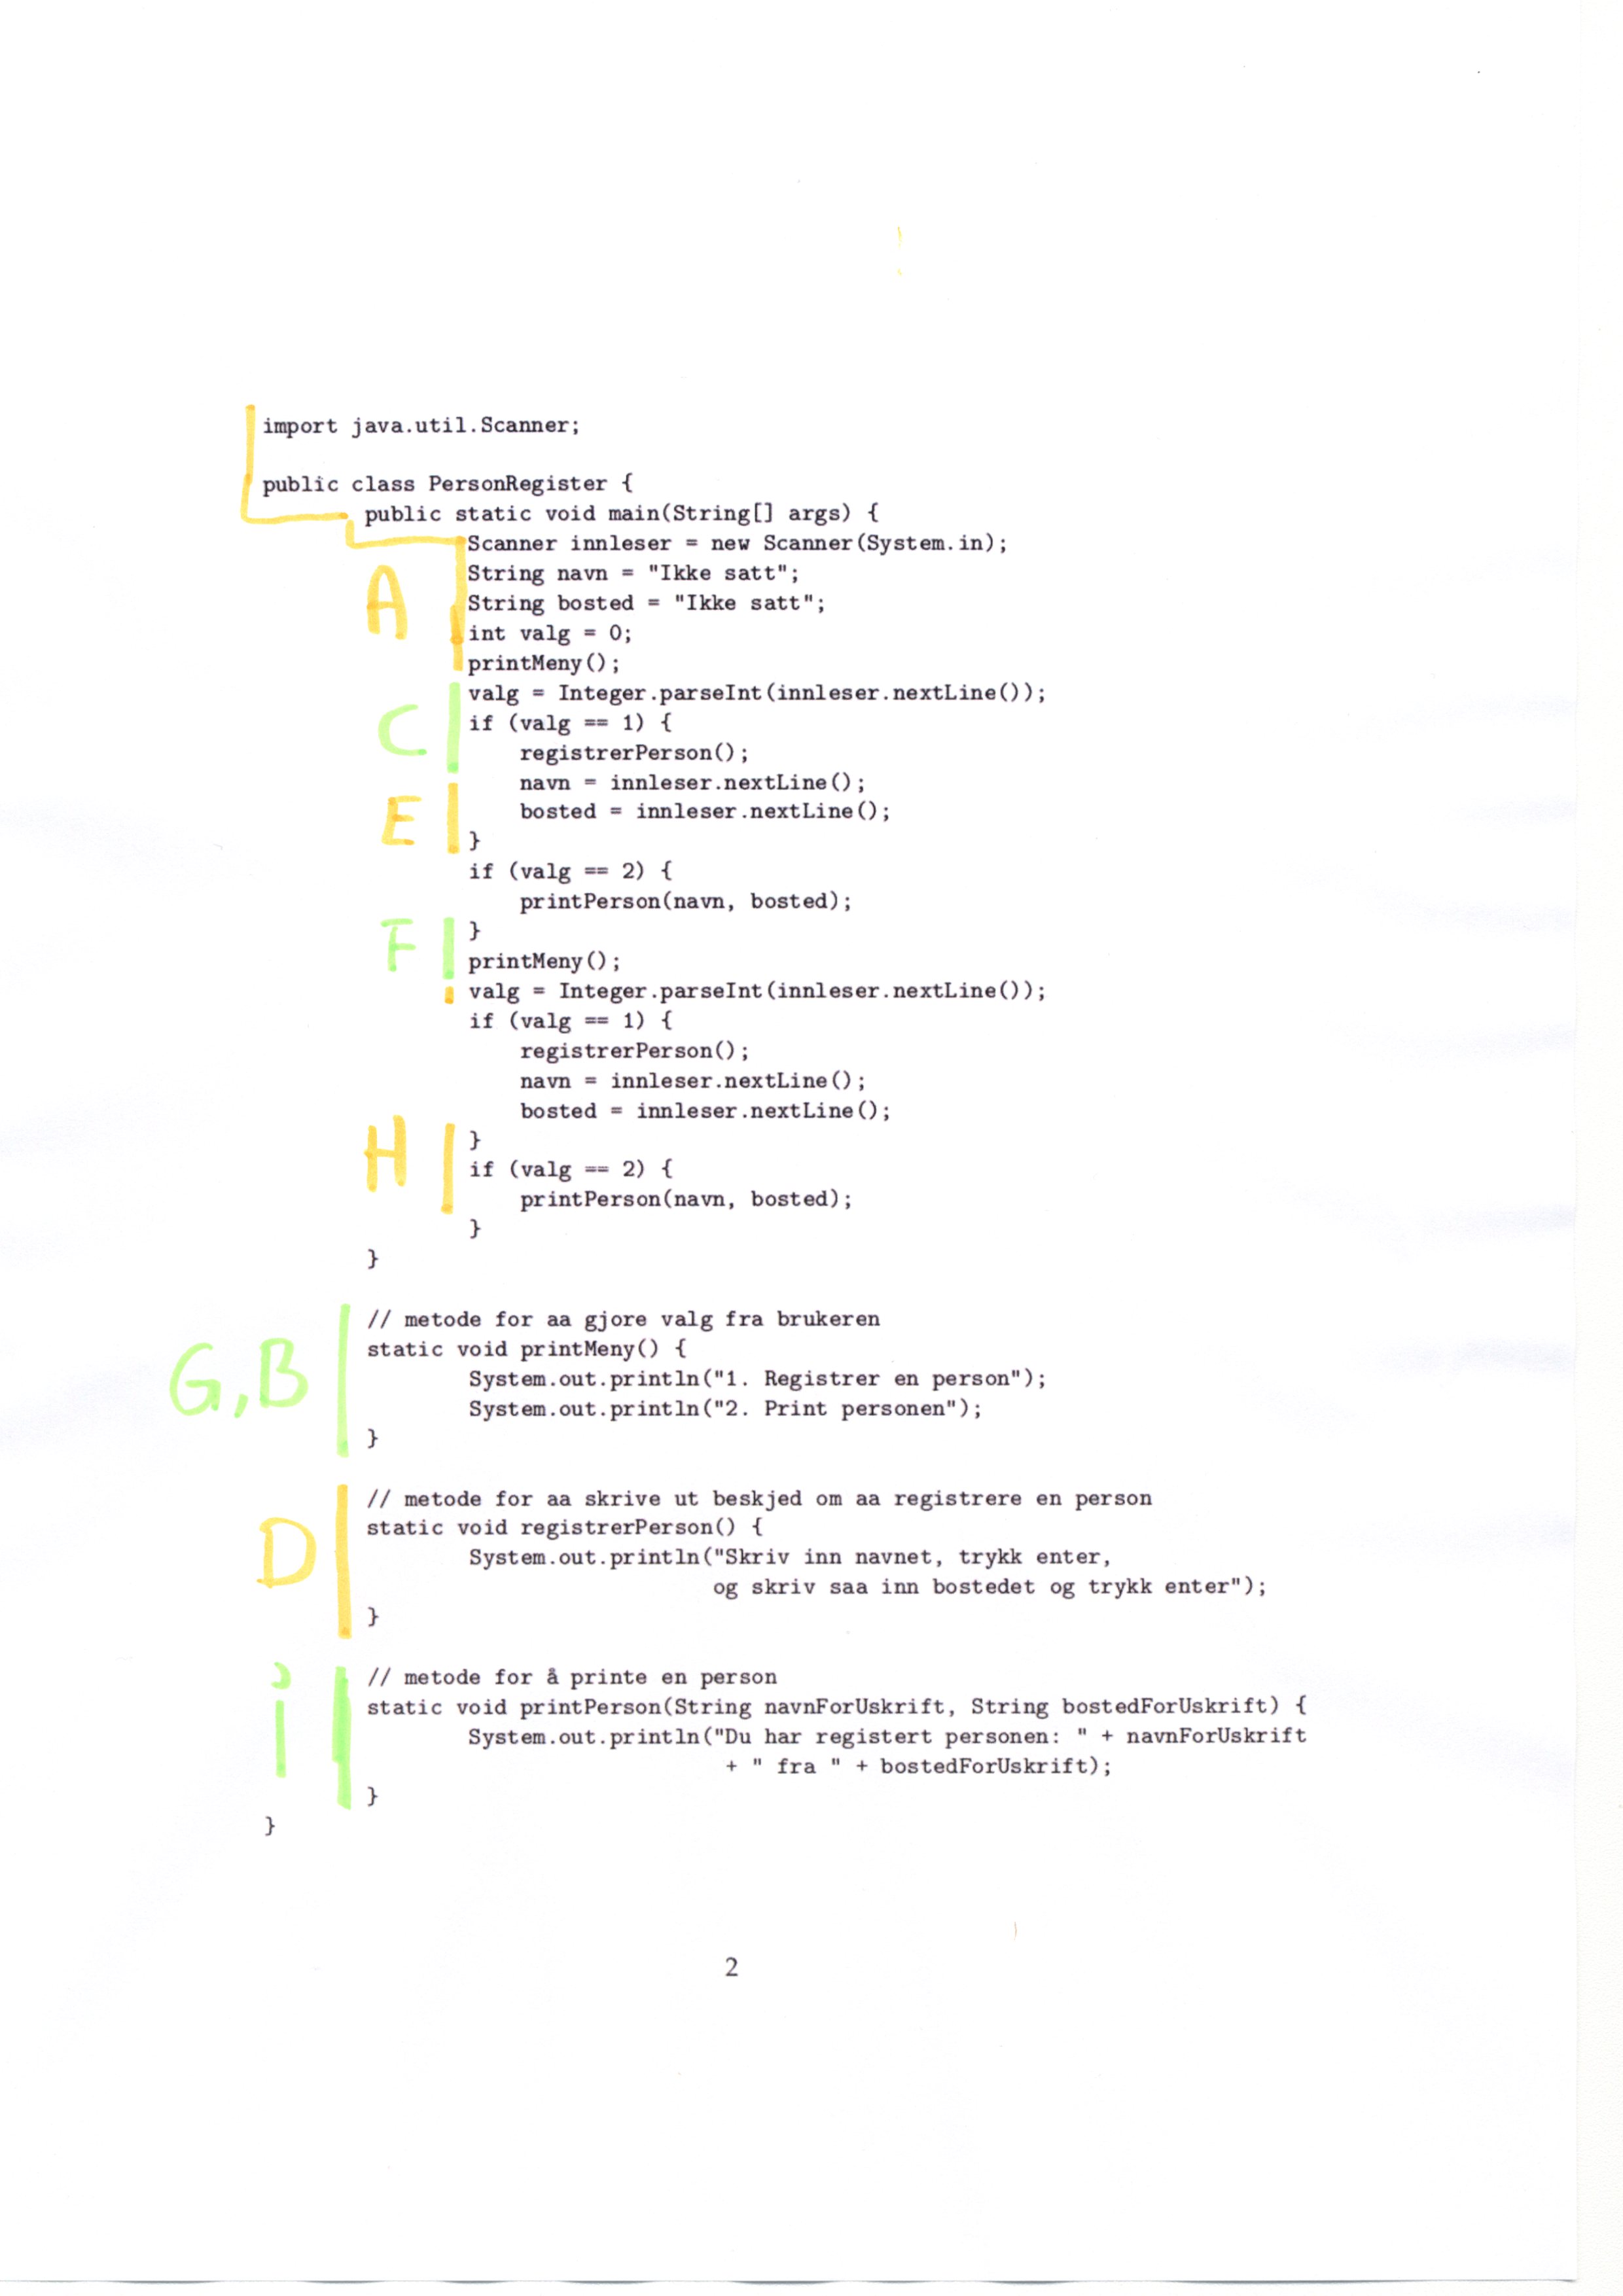 import java.util.Scanner;
public class PersonRegister {
public static void main(String[] args) {
Scanner innleser = new Scanner(System.in);
String navn = "Ikke satt";
A
String bosted = "Ikke satt";
int valg = 0;
printMeny();
valg = Integer.parseInt(innleser.nextLine());
C
if (valg == 1) {
registrerPerson();
navn = innleser.nextLine();
E
bosted = innleser.nextLine();
}
if (valg == 2) {
printPerson(navn, bosted);
F
}
printMeny();
valg = Integer.parseInt(innleser.nextLine());
if (valg == 1) {
registrerPerson();
navn = innleser.nextLine();
bosted = innleser.nextLine();
H
}
if (valg == 2) {
printPerson(navn, bosted);
}
}
// metode for aa gjore valg fra brukeren
static void printMeny() {
G,B
System.out.println("1. Registrer en person");
System.out.println("2. Print personen");
}
// metode for aa skrive ut beskjed om aa registrere en person
static void registrerPerson() {
D
System.out.println("Skriv inn navnet, trykk enter,
og skriv saa inn bostedet og trykk enter");
}
// metode for å printe en person
static void printPerson(String navnForUskrift, String bostedForUskrift) {
i
System.out.println("Du har registert personen: " + navnForUskrift
+ " fra " + bostedForUskrift);
}
}
2